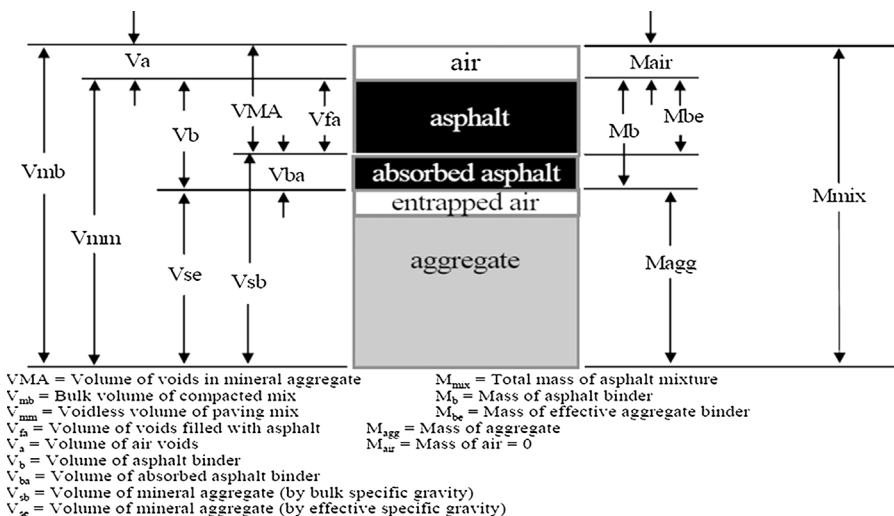 Va
air
Mair
VMA
Vfa
Vb
asphalt
Mb
Mbe
Vmb
Vba
absorbed asphalt
entrapped air
Mmix
Vmm
Vse
Vsb
aggregate
Magg
VMA = Volume of voids in mineral aggregate
Vmb = Bulk volume of compacted mix
Vmm = Voidless volume of paving mix
Vfa = Volume of voids filled with asphalt
Va = Volume of air voids
Vb = Volume of asphalt binder
Vba = Volume of absorbed asphalt binder
Vsb = Volume of mineral aggregate (by bulk specific gravity)
Vse = Volume of mineral aggregate (by effective specific gravity)
Mmix = Total mass of asphalt mixture
Mb = Mass of asphalt binder
Mbe = Mass of effective aggregate binder
Magg = Mass of aggregate
Mair = Mass of air = 0